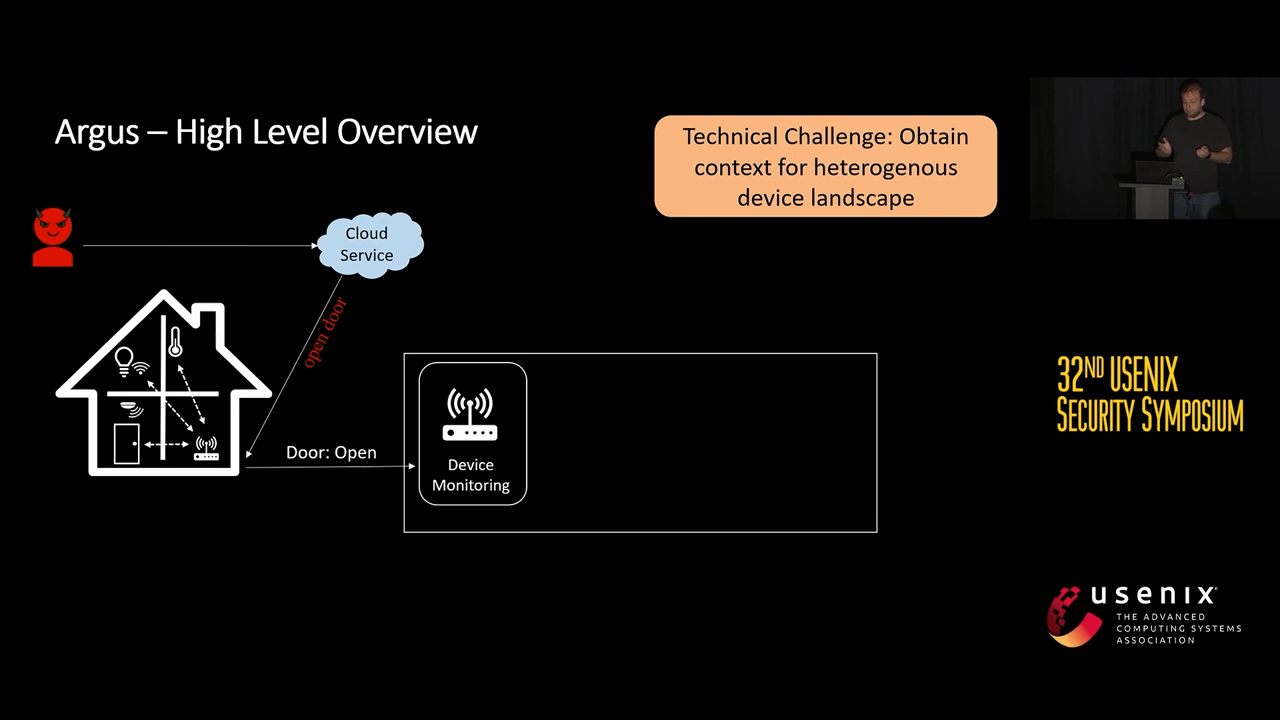 Argus – High Level Overview
Technical Challenge: Obtain
context for heterogenous
device landscape
Cloud
Service
open door
Door: Open
Device
Monitoring
32ND USENIX
SECURITY SYMPOSIUM
usenix
THE ADVANCED
COMPUTING SYSTEMS
ASSOCIATION